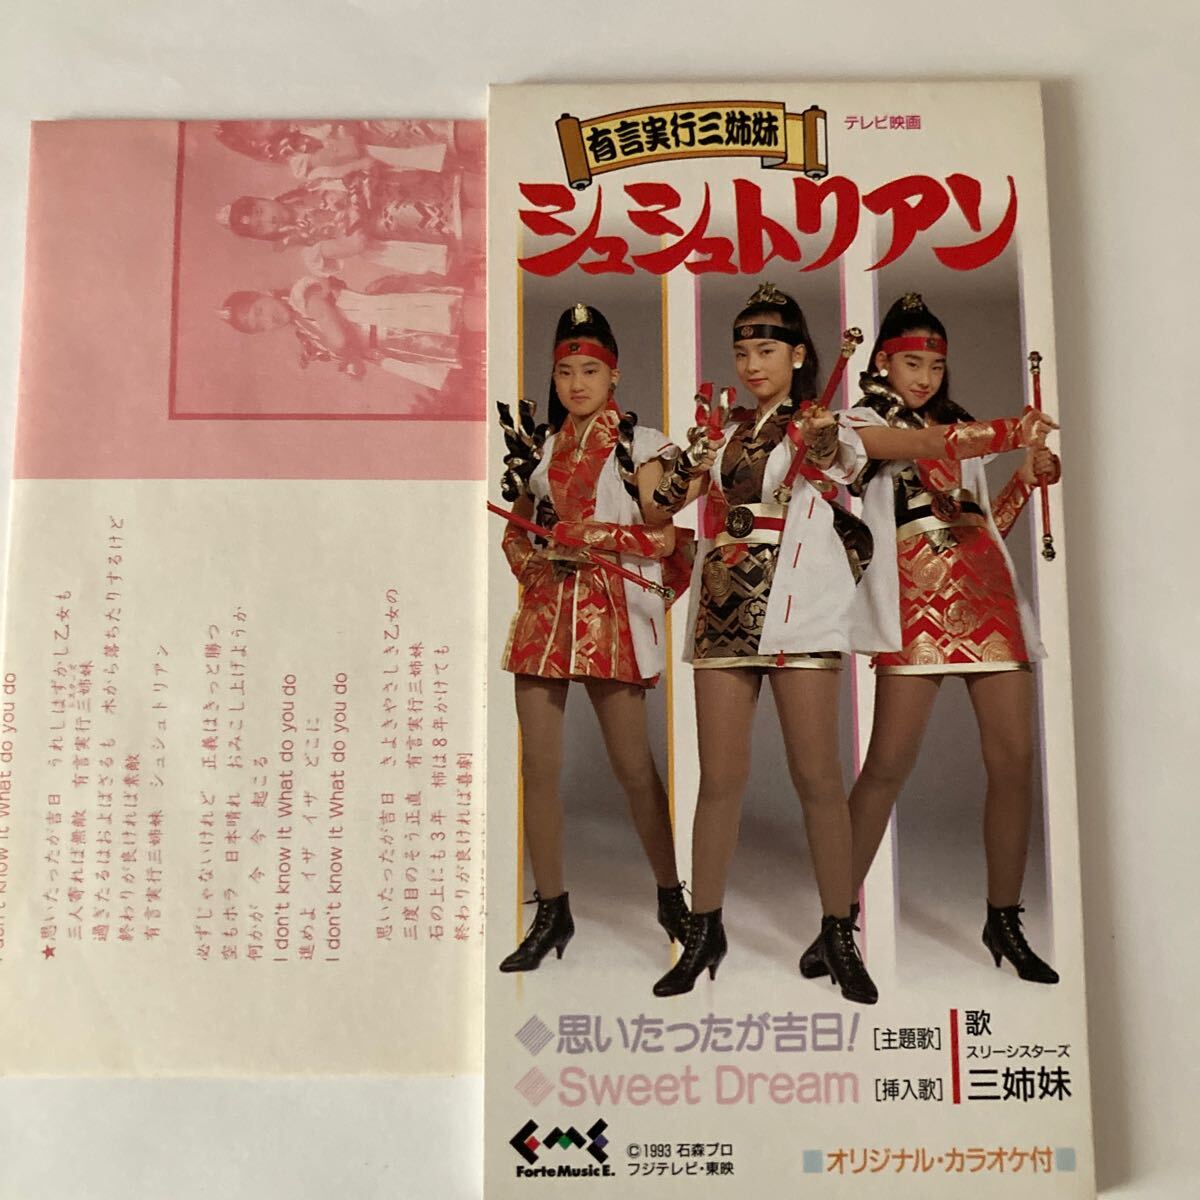 有言実行三姉妹
テレビ映画
シュシュトリアン
◆思いたったが吉日! [主題歌]
◆Sweet Dream [挿入歌]
歌
スリーシスターズ
三姉妹
FME
Forte Music E.
©1993 石森プロ
フジテレビ・東映
■オリジナル・カラオケ付■
don't know It What do you do
★思いたったが吉日 うれしはずかし乙女も
三人寄れば無敵 有言実行三姉妹
過ぎたるはおよばざるも 木から落ちたりするけど
終わりが良ければ素敵
有言実行三姉妹 シュシュトリアン
必ずじゃないけれど 正義はきっと勝つ
空もホラ 日本晴れ おみこし上げようか
何かが 今 今 起こる
I don't know It What do you do
進めよ イザ イザ どこに
I don't know It What do you do
思いたったが吉日 きよきやさしき乙女の
三度目のそう正直 有言実行三姉妹
石の上にも3年 柿は8年かけても
終わりが良ければ喜劇